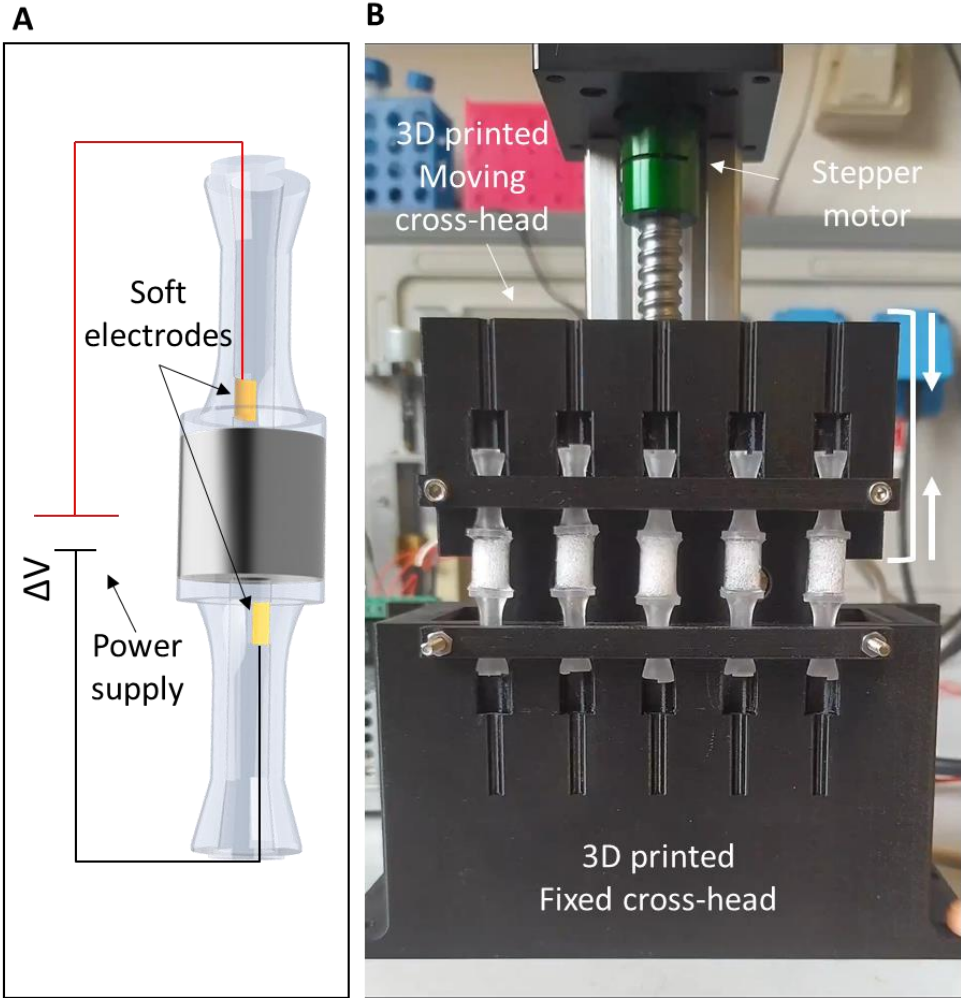 A
B
Soft
electrodes
ΔV
Power
supply
3D printed
Moving
cross-head
Stepper
motor
3D printed
Fixed cross-head